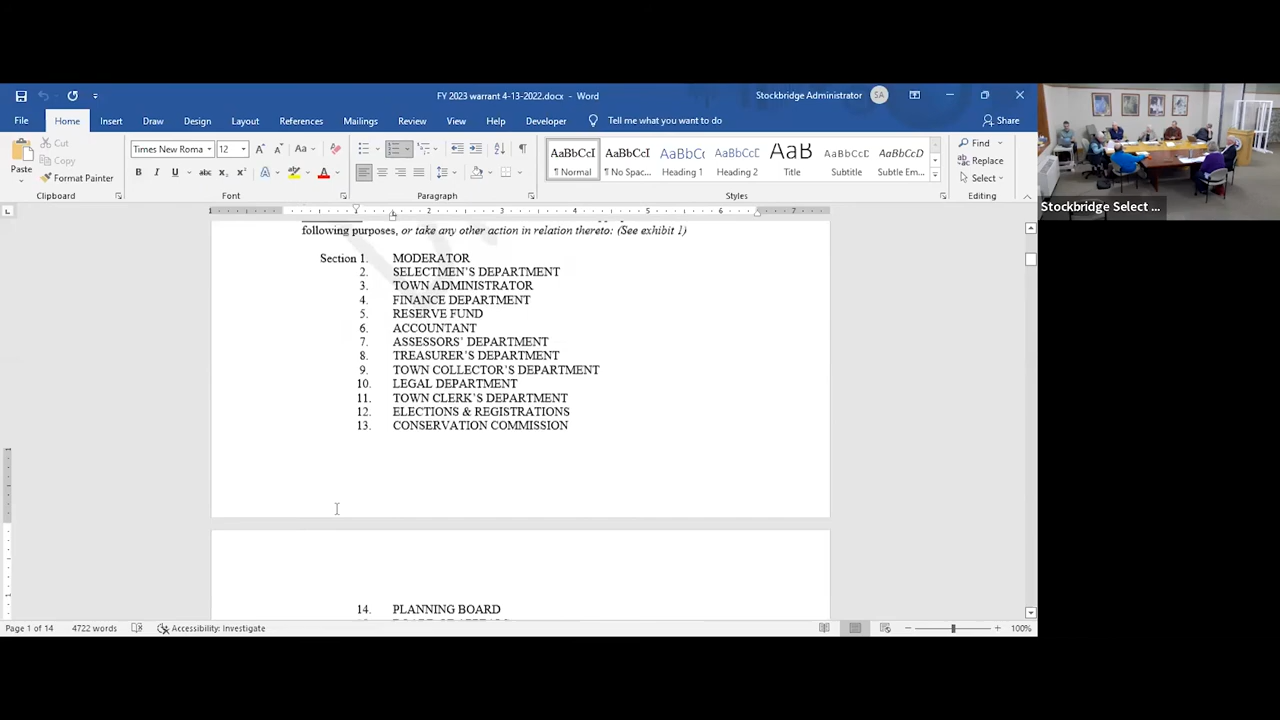 FY 2023 warrant 4-13-2022.docx - Word
Stockbridge Administrator SA
File Home Insert Draw Design Layout References Mailings Review View Help Developer Tell me what you want to do Share
Paste
Cut
Copy
Format Painter
Clipboard
Times New Roma 12
Font
Paragraph
AaBbCcI AaBbCcI AaBbCc AaBbCcD AaB AaBbCcD AaBbCcD
¶ Normal ¶ No Spac... Heading 1 Heading 2 Title Subtitle Subtle Em...
Styles
Find
Replace
Select
Editing
Stockbridge Select ...
following purposes, or take any other action in relation thereto: (See exhibit 1)
Section 1. MODERATOR
2. SELECTMEN'S DEPARTMENT
3. TOWN ADMINISTRATOR
4. FINANCE DEPARTMENT
5. RESERVE FUND
6. ACCOUNTANT
7. ASSESSORS' DEPARTMENT
8. TREASURER'S DEPARTMENT
9. TOWN COLLECTOR'S DEPARTMENT
10. LEGAL DEPARTMENT
11. TOWN CLERK'S DEPARTMENT
12. ELECTIONS & REGISTRATIONS
13. CONSERVATION COMMISSION
14. PLANNING BOARD
Page 1 of 14 4722 words Accessibility: Investigate 100%